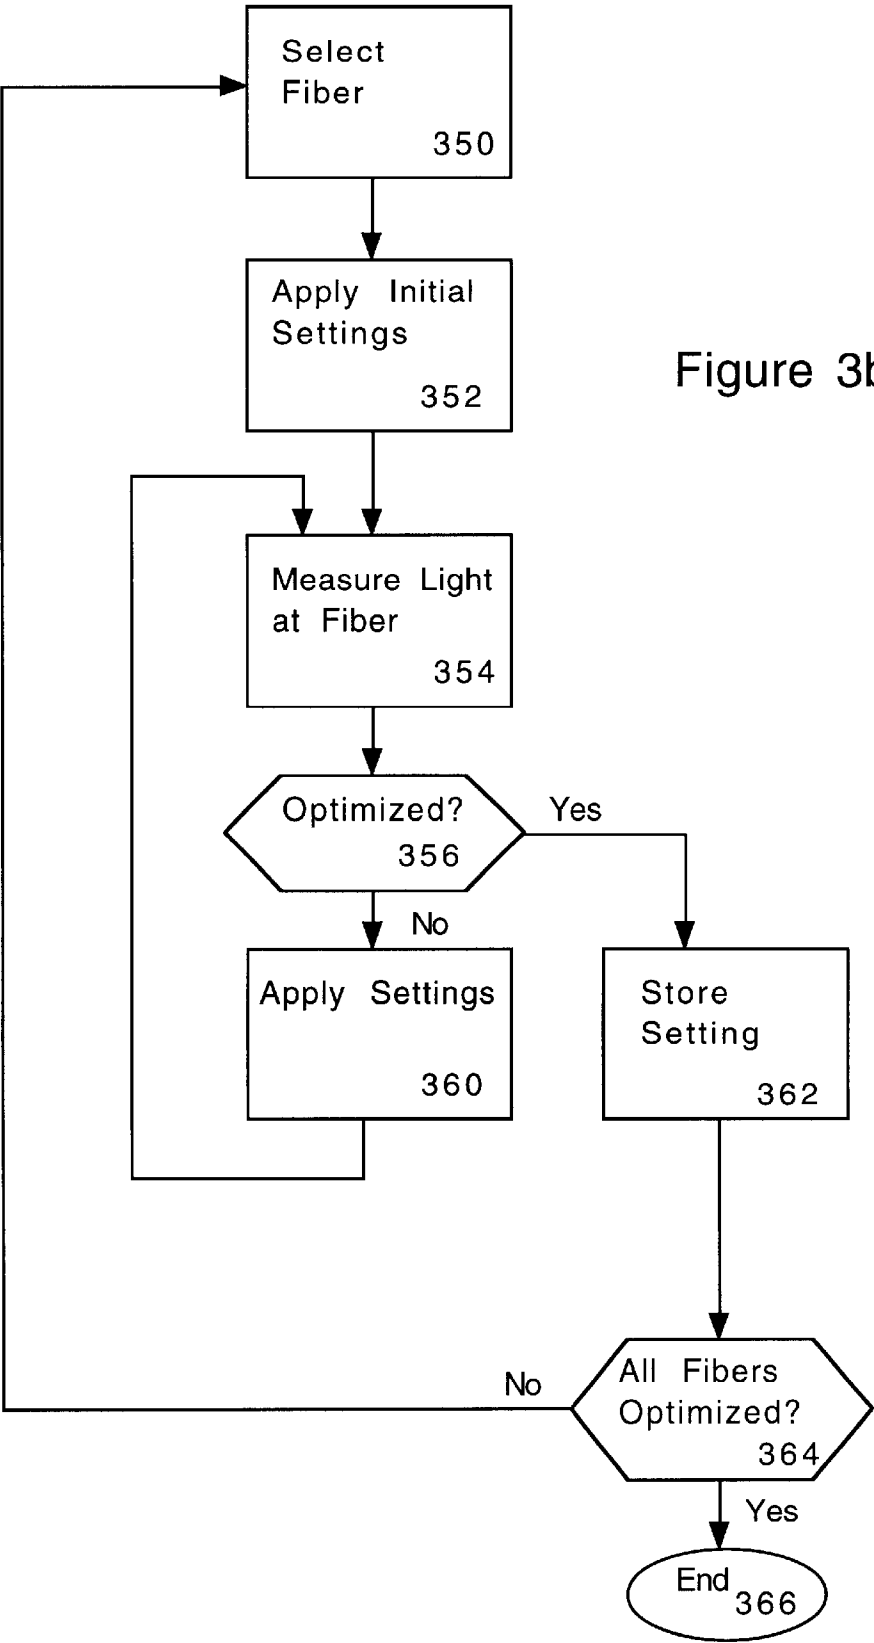 Select
Fiber
350
Apply Initial
Settings
352
Figure 3b
Measure Light
at Fiber
354
Optimized?
356
Yes
No
Apply Settings
360
Store
Setting
362
No
All Fibers
Optimized?
364
Yes
End
366